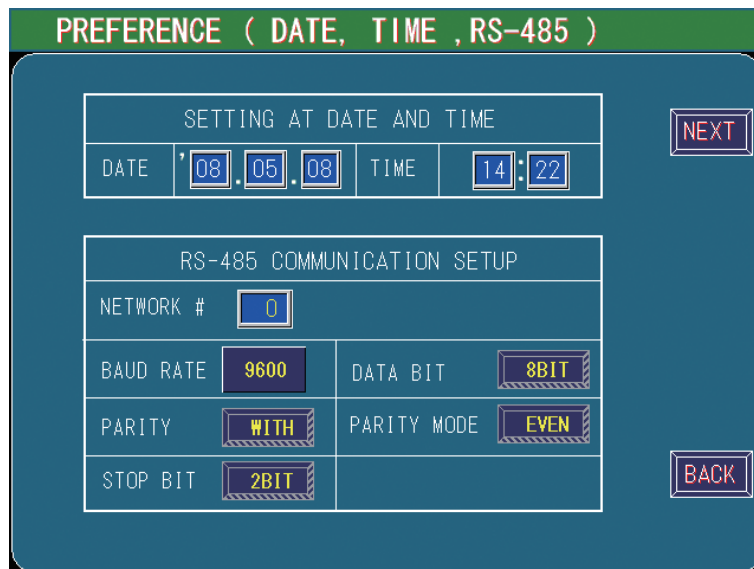 PREFERENCE ( DATE, TIME ,RS-485 )
SETTING AT DATE AND TIME
NEXT
DATE '08.05.08 TIME 14:22
RS-485 COMMUNICATION SETUP
NETWORK # 0
BAUD RATE 9600 DATA BIT 8BIT
PARITY WITH PARITY MODE EVEN
STOP BIT 2BIT
BACK